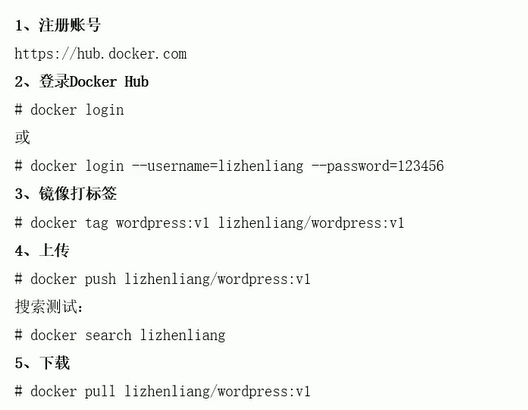 1、注册账号
https://hub.docker.com
2、登录Docker Hub
# docker login
或
# docker login --username=lizhenliang --password=123456
3、镜像打标签
# docker tag wordpress:v1 lizhenliang/wordpress:v1
4、上传
# docker push lizhenliang/wordpress:v1
搜索测试：
# docker search lizhenliang
5、下载
# docker pull lizhenliang/wordpress:v1